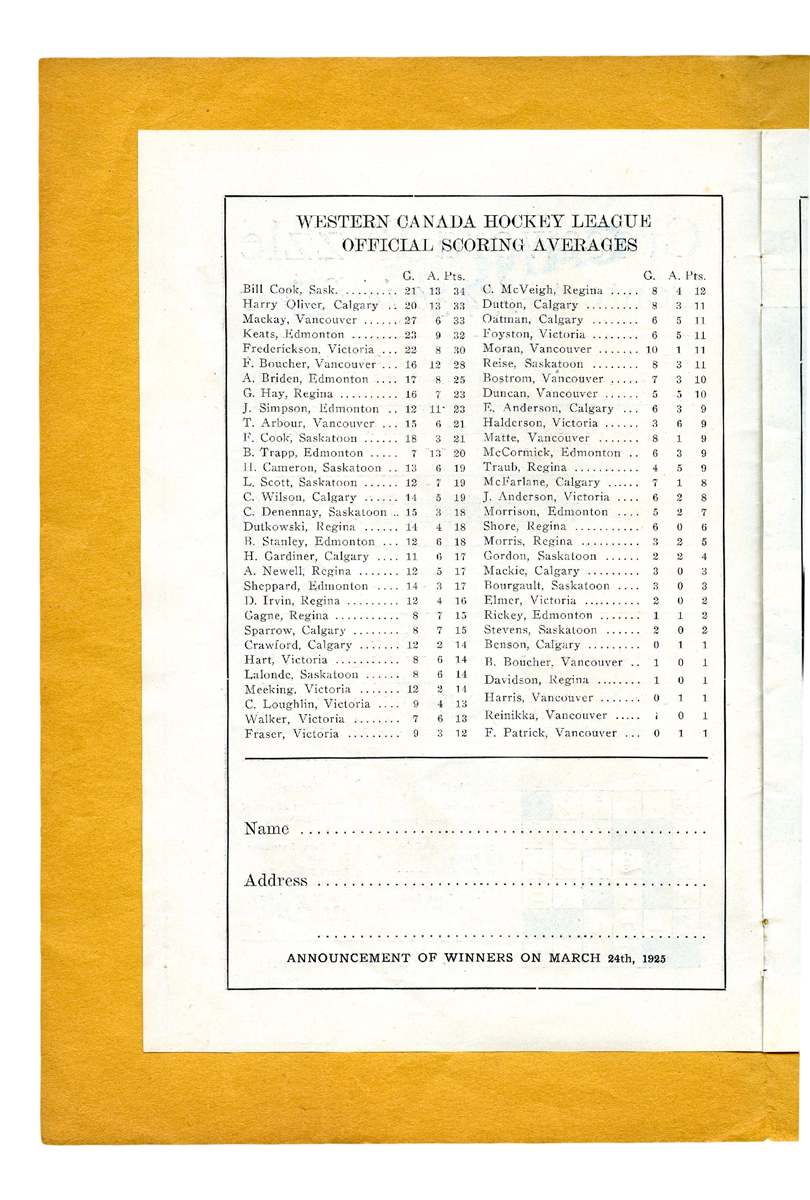 WESTERN CANADA HOCKEY LEAGUE
OFFICIAL SCORING AVERAGES
G. A. Pts.
Bill Cook, Sask. ......... 21 13 34
Harry Oliver, Calgary .. 20 13 33
Mackay, Vancouver ...... 27 6 33
Keats, Edmonton ........ 23 9 32
Frederickson, Victoria ... 22 8 30
F. Boucher, Vancouver ... 16 12 28
A. Briden, Edmonton .... 17 8 25
G. Hay, Regina .......... 16 7 23
J. Simpson, Edmonton .. 12 11 23
T. Arbour, Vancouver ... 15 6 21
F. Cook, Saskatoon ...... 18 3 21
B. Trapp, Edmonton ..... 7 13 20
H. Cameron, Saskatoon .. 13 6 19
L. Scott, Saskatoon ...... 12 7 19
C. Wilson, Calgary ...... 14 5 19
C. Denennay, Saskatoon .. 15 3 18
Dutkowski, Regina ...... 14 4 18
B. Stanley, Edmonton ... 12 6 18
H. Gardiner, Calgary .... 11 6 17
A. Newell, Regina ....... 12 5 17
Sheppard, Edmonton .... 14 3 17
D. Irvin, Regina ......... 12 4 16
Gagne, Regina ........... 8 7 15
Sparrow, Calgary ........ 8 7 15
Crawford, Calgary ....... 12 2 14
Hart, Victoria ........... 8 6 14
Lalonde, Saskatoon ...... 8 6 14
Meeking, Victoria ....... 12 2 14
C. Loughlin, Victoria .... 9 4 13
Walker, Victoria ........ 7 6 13
Fraser, Victoria ......... 9 3 12
G. A. Pts.
C. McVeigh, Regina ..... 8 4 12
Dutton, Calgary ......... 8 3 11
Oatman, Calgary ........ 6 5 11
Foyston, Victoria ........ 6 5 11
Moran, Vancouver ....... 10 1 11
Reise, Saskatoon ........ 8 3 11
Bostrom, Vancouver ..... 7 3 10
Duncan, Vancouver ...... 5 5 10
E. Anderson, Calgary ... 6 3 9
Halderson, Victoria ...... 3 6 9
Matte, Vancouver ....... 8 1 9
McCormick, Edmonton .. 6 3 9
Traub, Regina ........... 4 5 9
McFarlane, Calgary ...... 7 1 8
J. Anderson, Victoria .... 6 2 8
Morrison, Edmonton .... 5 2 7
Shore, Regina ........... 6 0 6
Morris, Regina .......... 3 2 5
Gordon, Saskatoon ...... 2 2 4
Mackie, Calgary ......... 3 0 3
Bourgault, Saskatoon .... 3 0 3
Elmer, Victoria .......... 2 0 2
Rickey, Edmonton ....... 1 1 2
Stevens, Saskatoon ...... 2 0 2
Benson, Calgary ......... 0 1 1
B. Boucher, Vancouver .. 1 0 1
Davidson, Regina ........ 1 0 1
Harris, Vancouver ....... 0 1 1
Reinikka, Vancouver ..... 1 0 1
F. Patrick, Vancouver ... 0 1 1
Name ................................................
Address ..............................................
..............................................
ANNOUNCEMENT OF WINNERS ON MARCH 24th, 1925